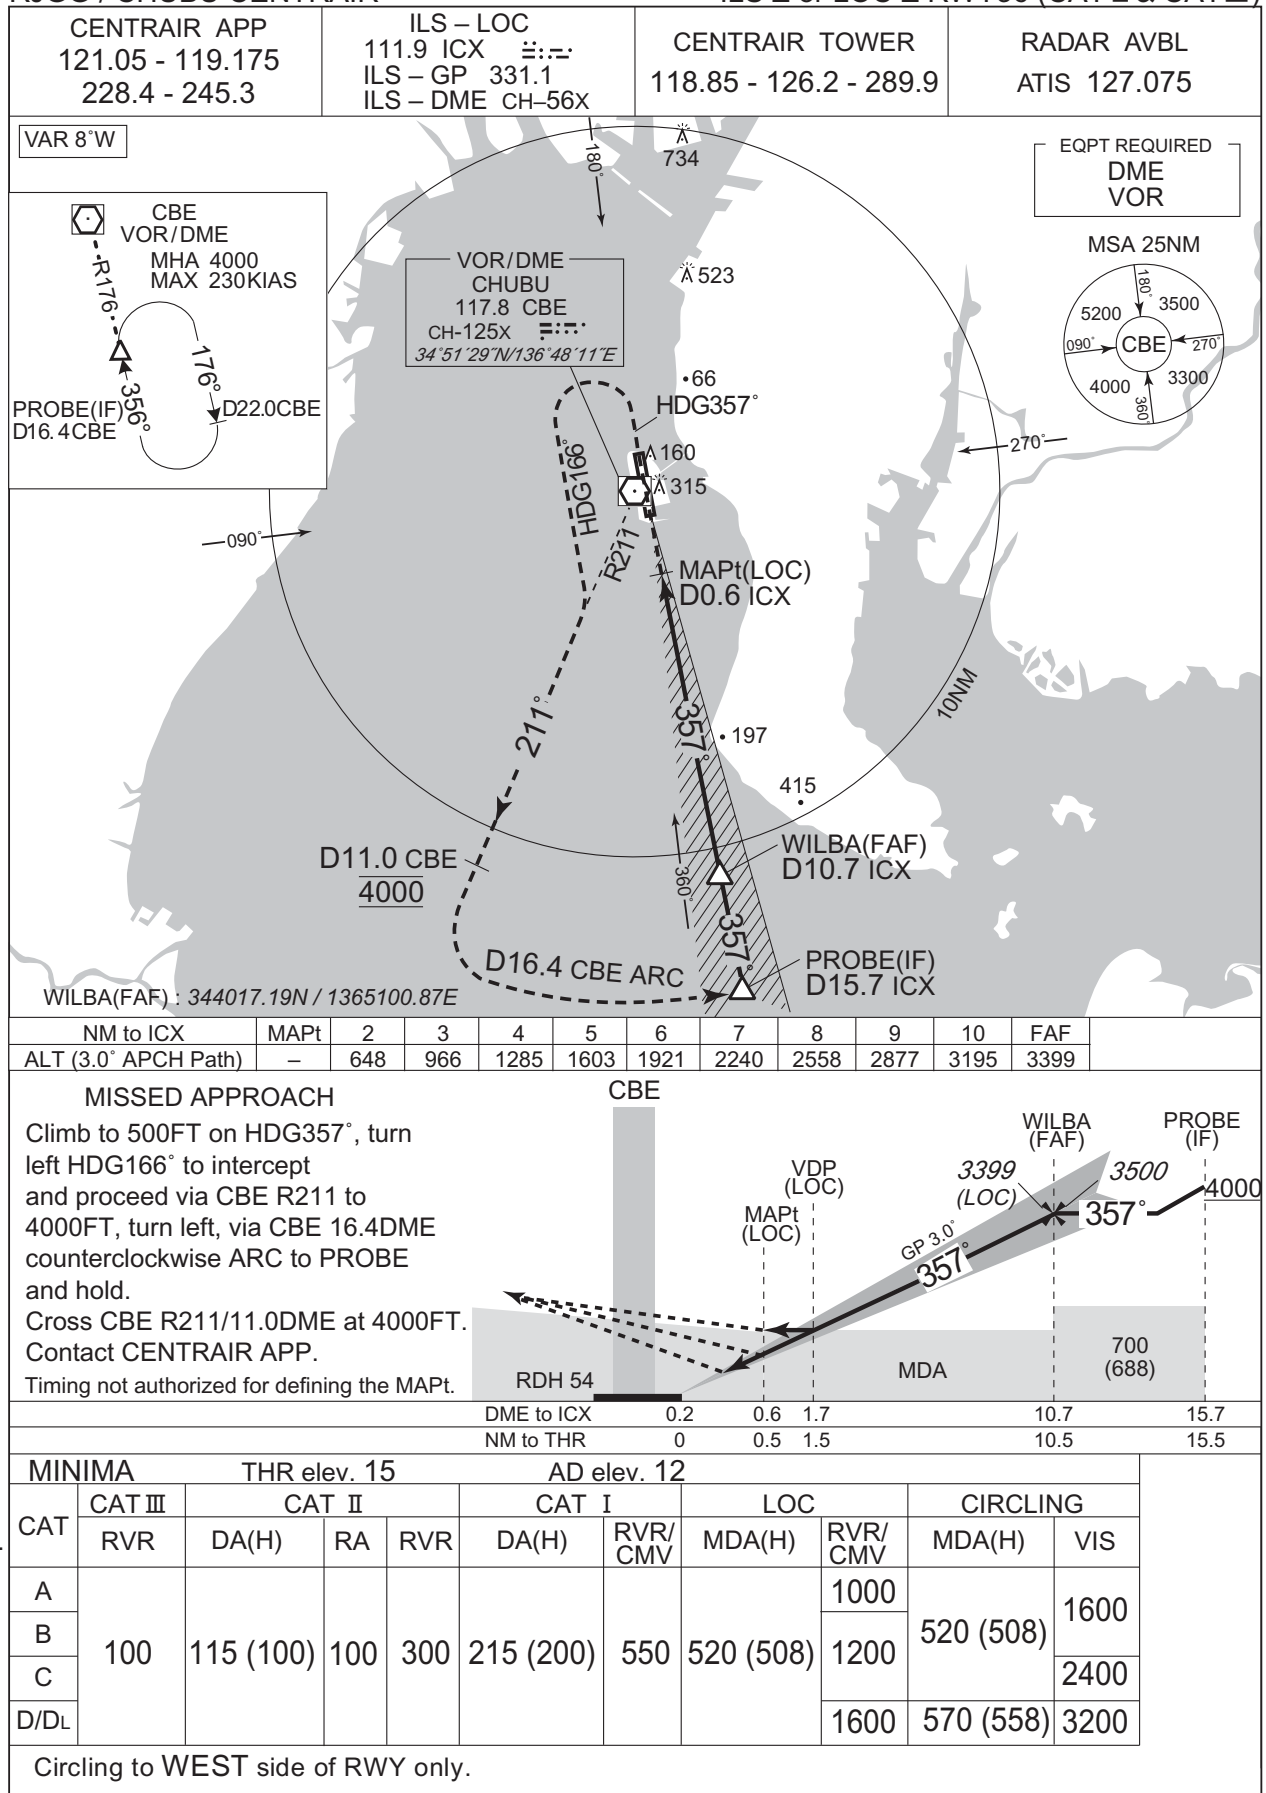 CENTRAIR APP
121.05 - 119.175
228.4 - 245.3
ILS – LOC
111.9 ICX
ILS – GP 331.1
ILS – DME CH–56X
CENTRAIR TOWER
118.85 - 126.2 - 289.9
RADAR AVBL
ATIS 127.075
VAR 8°W
CBE
VOR/DME
MHA 4000
MAX 230KIAS
R176
176°
356°
D22.0CBE
PROBE(IF)
D16.4CBE
180°
734
VOR/DME
CHUBU
117.8 CBE
CH-125X
34°51′29″N/136°48′11″E
523
66
HDG357°
160
315
HDG166°
R211
EQPT REQUIRED
DME
VOR
MSA 25NM
180°
5200
3500
090°
CBE
270°
4000
3300
360°
270°
090°
MAPt(LOC)
D0.6 ICX
10NM
211°
357°
197
415
WILBA(FAF)
D10.7 ICX
D11.0 CBE
4000
360°
357°
D16.4 CBE ARC
PROBE(IF)
D15.7 ICX
WILBA(FAF) : 344017.19N / 1365100.87E
NM to ICX MAPt 2 3 4 5 6 7 8 9 10 FAF
ALT (3.0° APCH Path) – 648 966 1285 1603 1921 2240 2558 2877 3195 3399
MISSED APPROACH
Climb to 500FT on HDG357°, turn
left HDG166° to intercept
and proceed via CBE R211 to
4000FT, turn left, via CBE 16.4DME
counterclockwise ARC to PROBE
and hold.
Cross CBE R211/11.0DME at 4000FT.
Contact CENTRAIR APP.
Timing not authorized for defining the MAPt.
CBE
WILBA
(FAF)
PROBE
(IF)
VDP
(LOC)
3399
(LOC)
3500
4000
MAPt
(LOC)
357°
GP 3.0°
357°
RDH 54
MDA
700
(688)
DME to ICX 0.2 0.6 1.7 10.7 15.7
NM to THR 0 0.5 1.5 10.5 15.5
MINIMA THR elev. 15 AD elev. 12
CAT CAT Ⅲ CAT Ⅱ CAT Ⅰ LOC CIRCLING
RVR DA(H) RA RVR DA(H) RVR/CMV MDA(H) RVR/CMV MDA(H) VIS
A 1000
B 100 115 (100) 100 300 215 (200) 550 520 (508) 1200 520 (508) 1600
C 2400
D/DL 1600 570 (558) 3200
Circling to WEST side of RWY only.